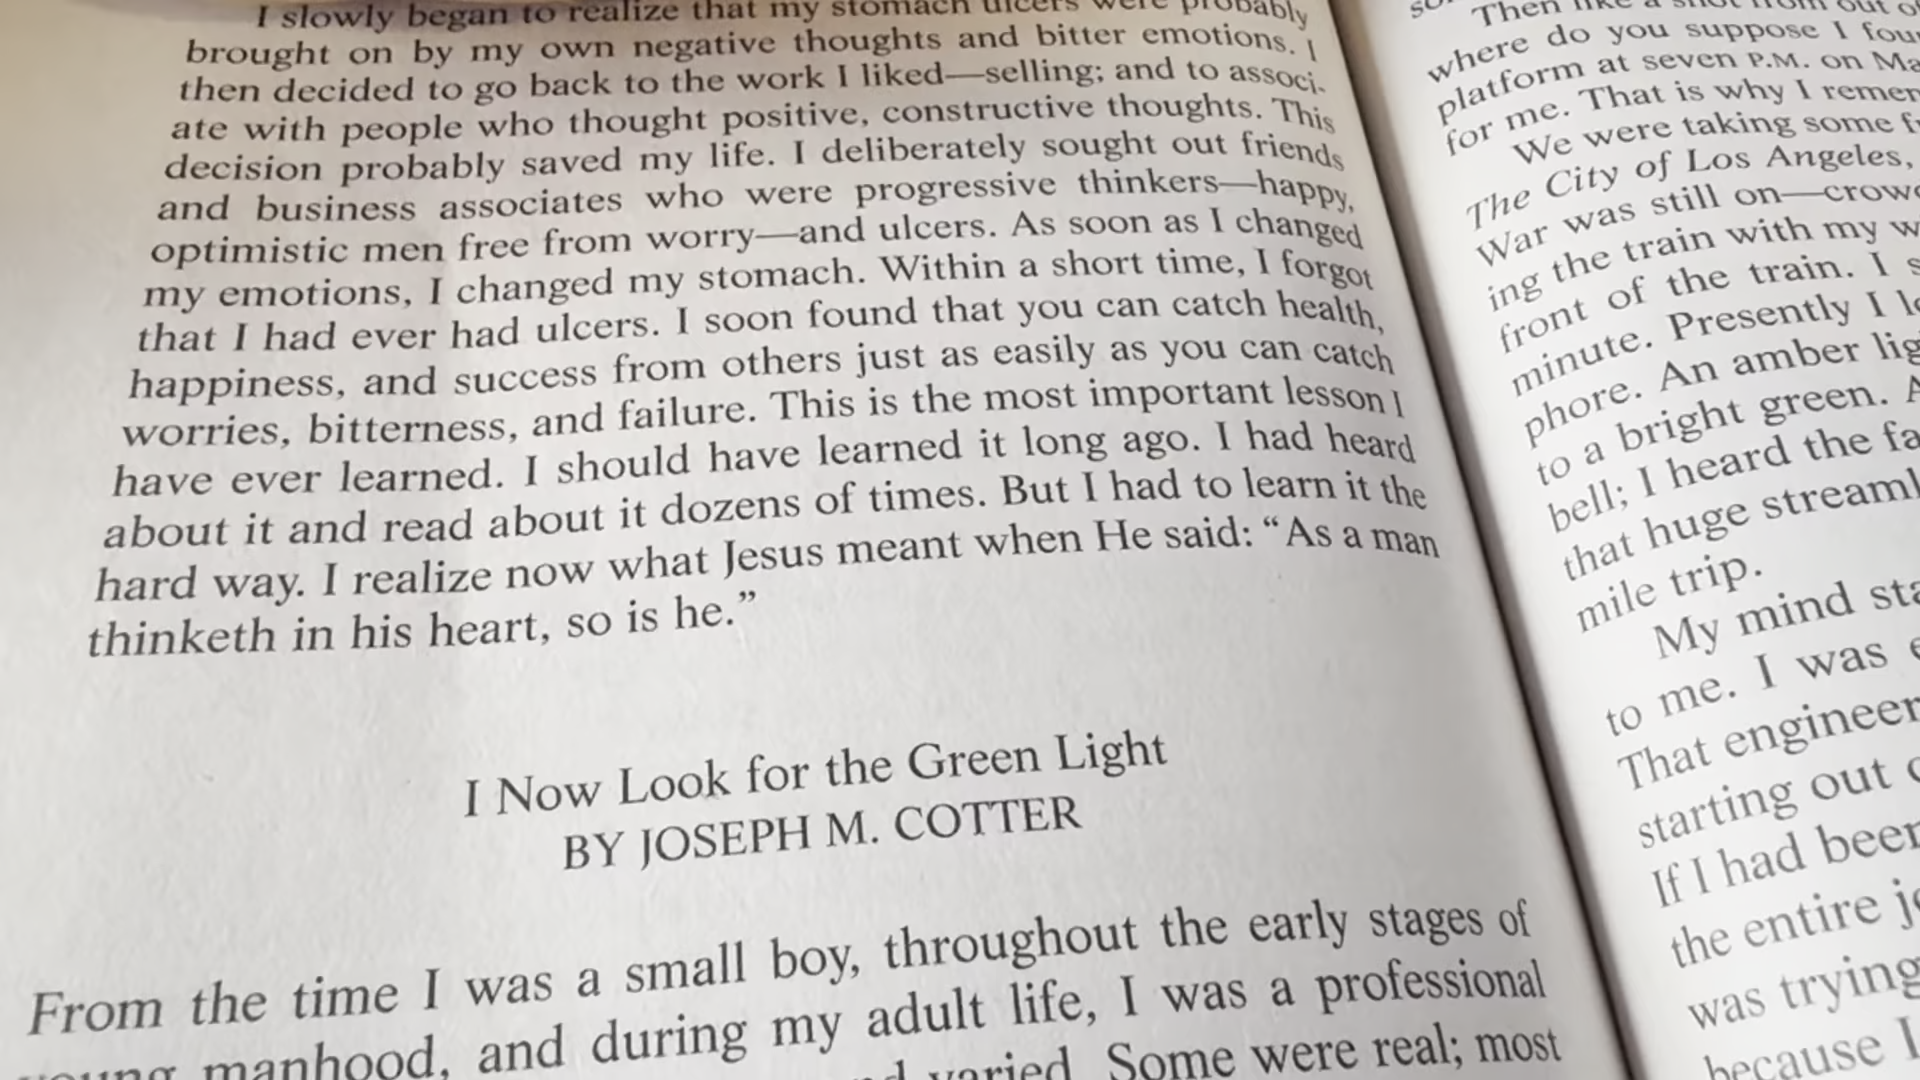 I slowly began to realize that my stomach ulcers were probably
brought on by my own negative thoughts and bitter emotions. I
then decided to go back to the work I liked—selling; and to associ-
ate with people who thought positive, constructive thoughts. This
decision probably saved my life. I deliberately sought out friends
and business associates who were progressive thinkers—happy,
optimistic men free from worry—and ulcers. As soon as I changed
my emotions, I changed my stomach. Within a short time, I forgot
that I had ever had ulcers. I soon found that you can catch health,
happiness, and success from others just as easily as you can catch
worries, bitterness, and failure. This is the most important lesson I
have ever learned. I should have learned it long ago. I had heard
about it and read about it dozens of times. But I had to learn it the
hard way. I realize now what Jesus meant when He said: “As a man
thinketh in his heart, so is he.”
I Now Look for the Green Light
BY JOSEPH M. COTTER
From the time I was a small boy, throughout the early stages of
young manhood, and during my adult life, I was a professional
varied. Some were real; most
Then like a shot from out of
where do you suppose I
platform at seven P.M. on
for me. That is why I
We were taking some
The City of Los Angeles,
War was still on—
ing the train with my
front of the train. I
minute. Presently I
phore. An amber
to a bright green.
bell; I heard the
that huge
mile trip.
My mind
to me. I was
That
starting out
If I had
the entire
was trying
because I